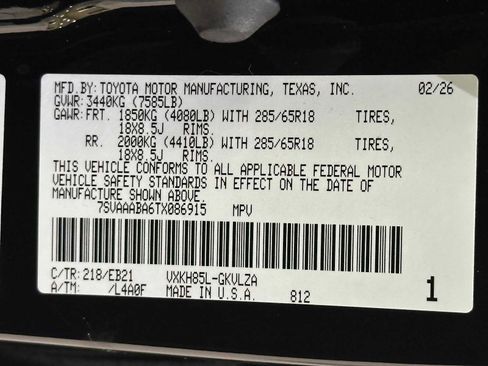 MFD.BY:TOYOTA MOTOR MANUFACTURING, TEXAS, INC. 02/26
GVWR:3440KG (7585LB)
GAWR:FRT. 1850KG (4080LB) WITH 285/65R18 TIRES,
18X8.5J RIMS.
RR. 2000KG (4410LB) WITH 285/65R18 TIRES,
18X8.5J RIMS.
THIS VEHICLE CONFORMS TO ALL APPLICABLE FEDERAL MOTOR
VEHICLE SAFETY STANDARDS IN EFFECT ON THE DATE OF
MANUFACTURE SHOWN ABOVE.
7SVAAABA6TX086915 MPV
C/TR:218/EB21 VXKH85L-GKVLZA
A/TM: /L4A0F MADE IN U.S.A. 812 1